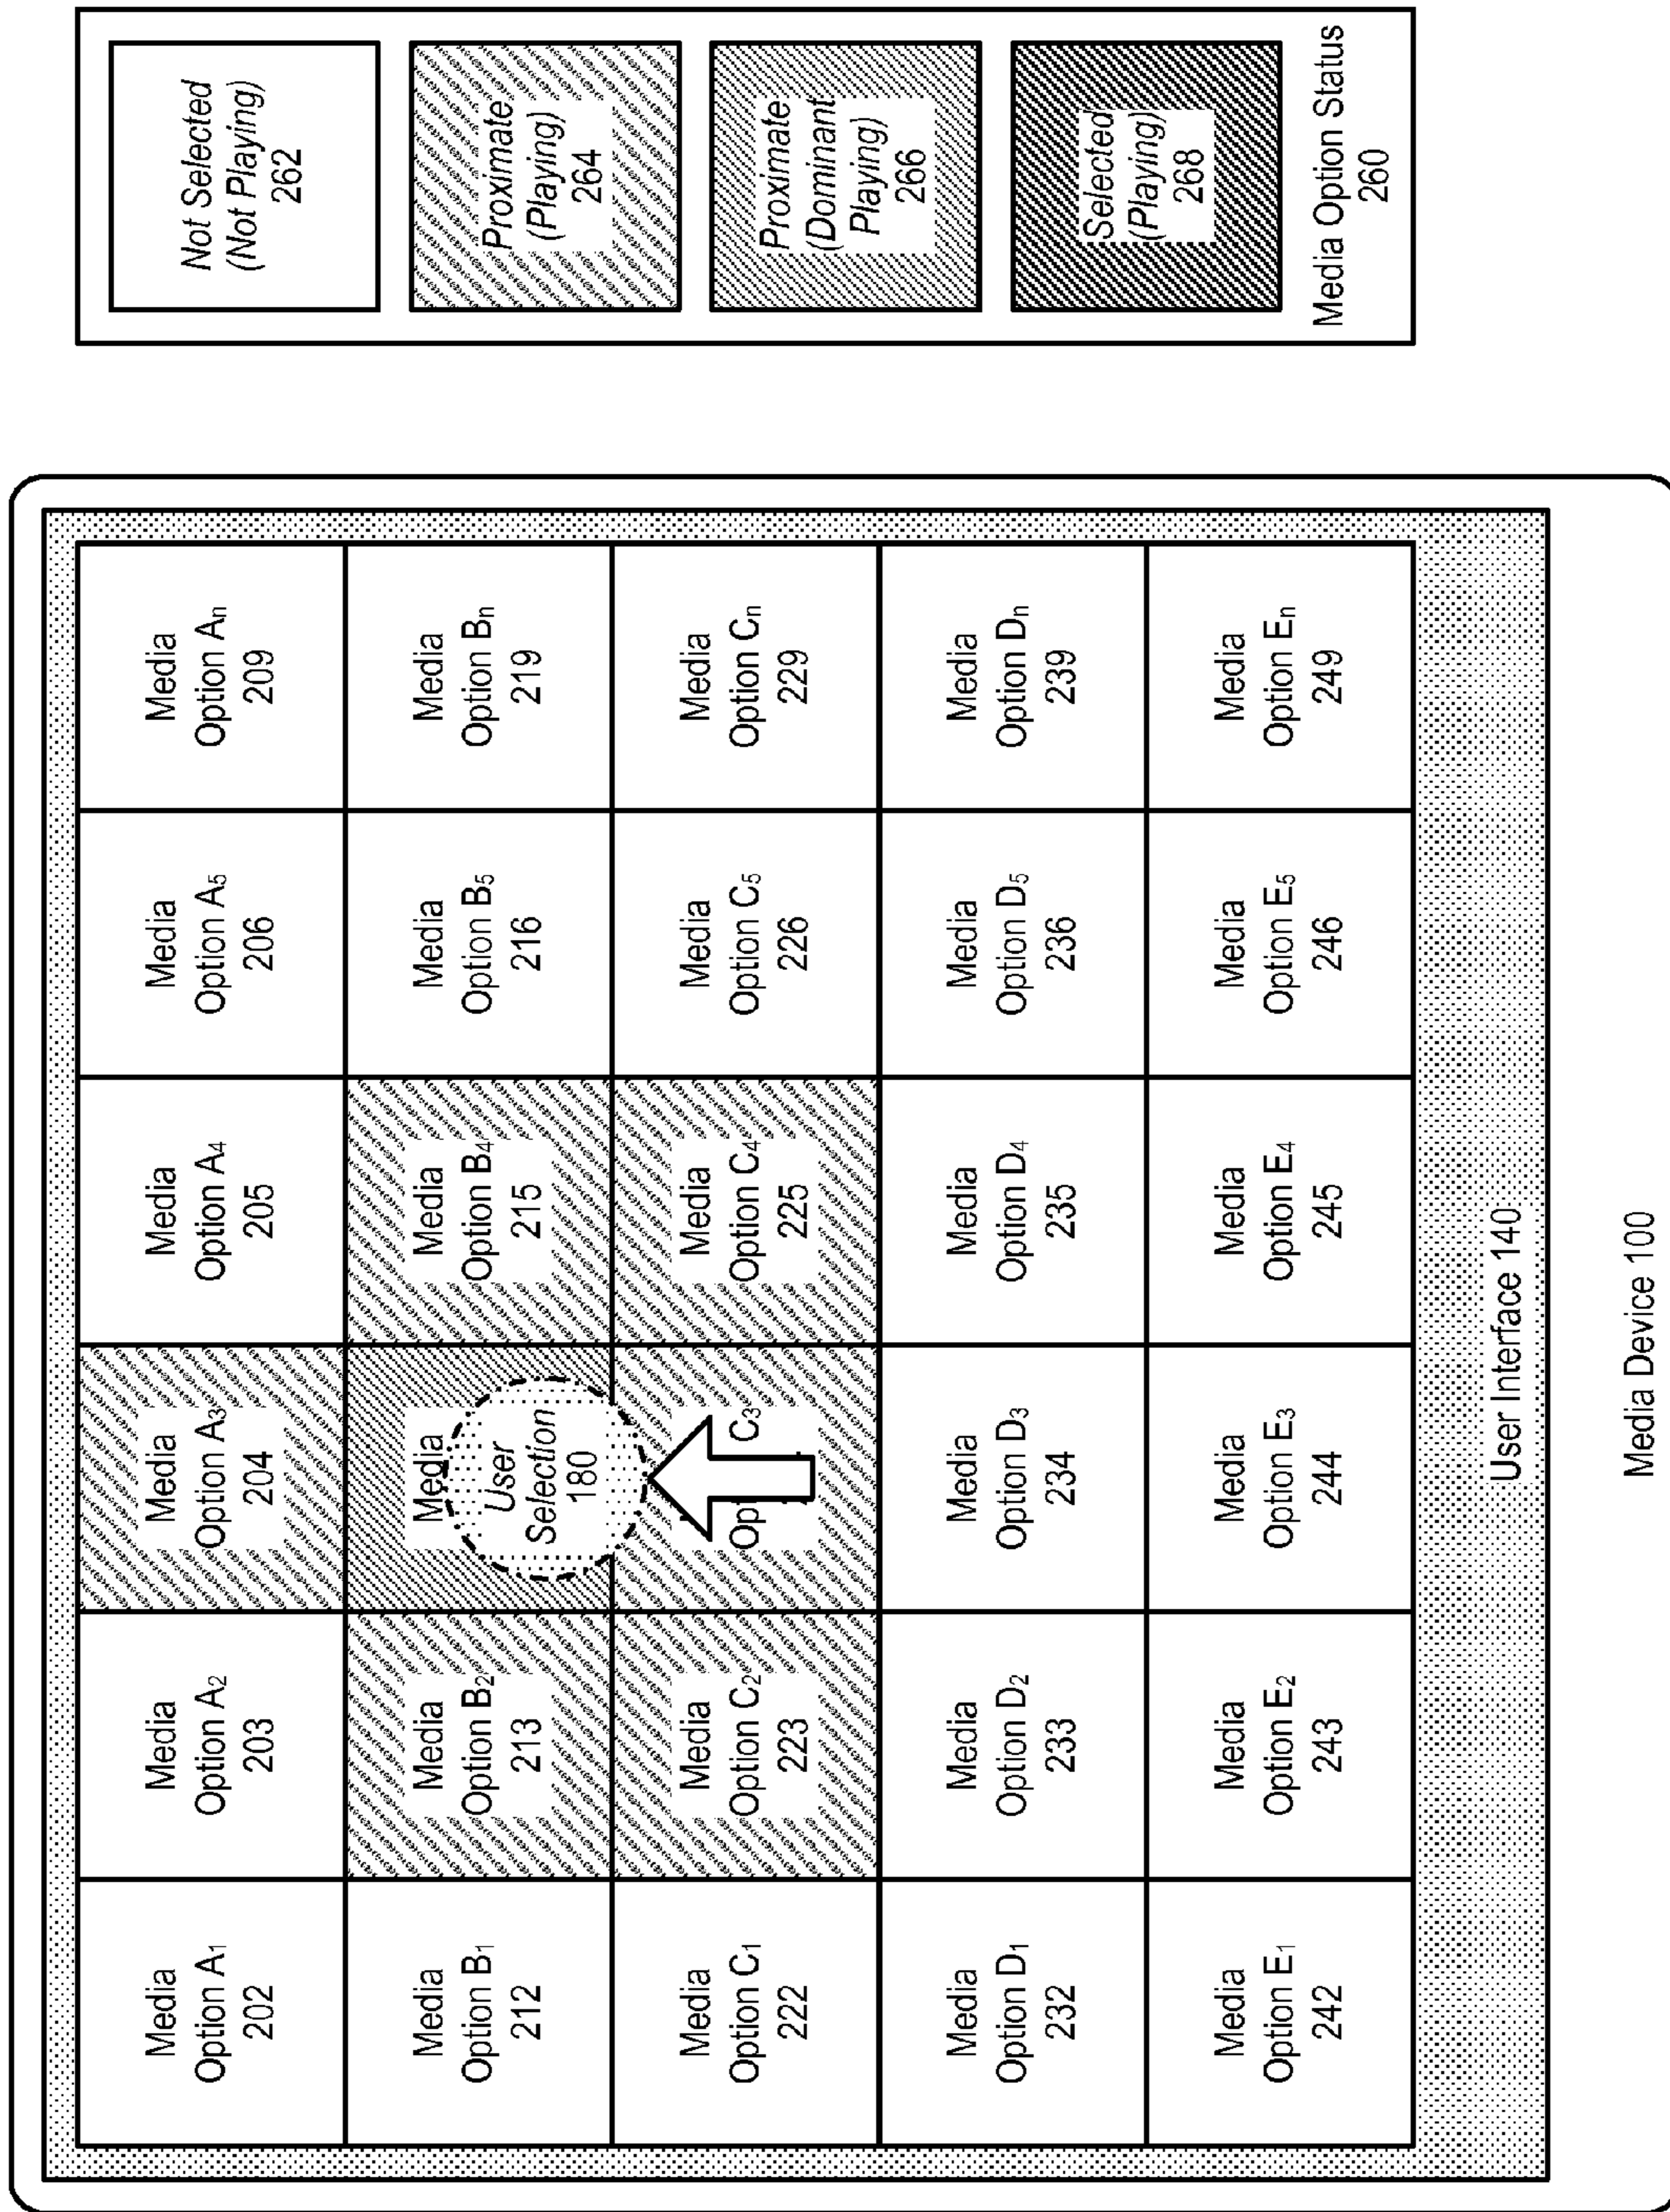 Media
Option A₁
202
Media
Option A₂
203
Media
Option A₃
204
Media
Option A₄
205
Media
Option A₅
206
Media
Option Aₙ
209
Media
Option B₁
212
Media
Option B₂
213
Media
User
Selection
180
Media
Option B₄
215
Media
Option B₅
216
Media
Option Bₙ
219
Media
Option C₁
222
Media
Option C₂
223
C₃
Media
Option C₄
225
Media
Option C₅
226
Media
Option Cₙ
229
Media
Option D₁
232
Media
Option D₂
233
Media
Option D₃
234
Media
Option D₄
235
Media
Option D₅
236
Media
Option Dₙ
239
Media
Option E₁
242
Media
Option E₂
243
Media
Option E₃
244
Media
Option E₄
245
Media
Option E₅
246
Media
Option Eₙ
249
User Interface 140
Media Device 100
Not Selected
(Not Playing)
262
Proximate
(Playing)
264
Proximate
(Dominant
Playing)
266
Selected
(Playing)
268
Media Option Status
260